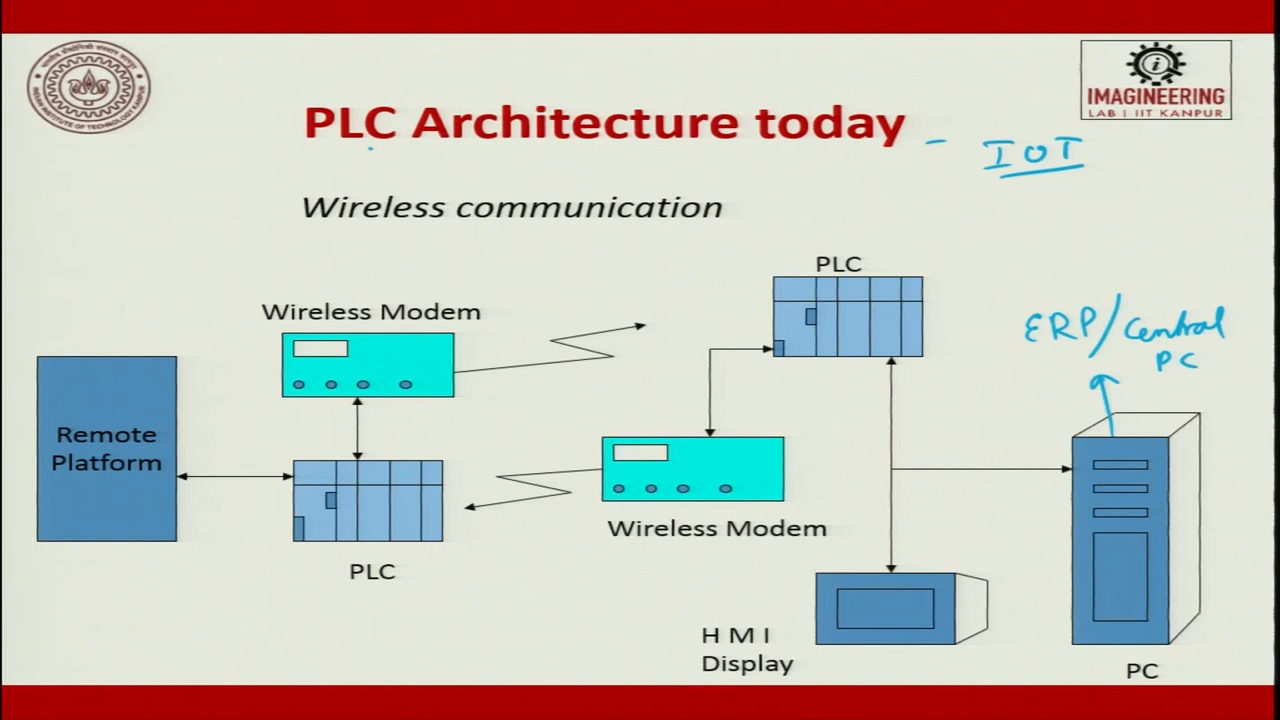 IMAGINEERING
LAB | IIT KANPUR
PLC Architecture today - IOT
Wireless communication
PLC
Wireless Modem
ERP/Central
PC
Remote
Platform
Wireless Modem
PLC
H M I
Display
PC